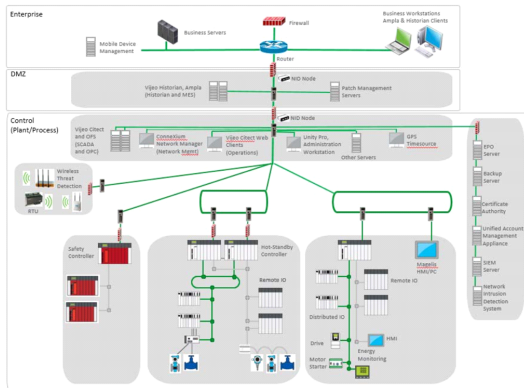 Enterprise
Business Workstations
Ampla & Historian Clients
Firewall
Business Servers
Mobile Device
Management
Router
NID Node
DMZ
Vijeo Historian, Ampla
(Historian and MES)
Patch Management
Servers
NID Node
Control
(Plant/Process)
Vijeo Citect
and OFS
(SCADA
and OPC)
Connexium
Network Manager
(Network Mgmt)
Vijeo Citect Web
Clients
(Operations)
Unity Pro,
Administration
Workstation
Other Servers
GPS
Timesource
EPO
Server
Wireless
Threat
Detection
RTU
Backup
Server
Certificate
Authority
Unified Account
Management
Appliance
Safety
Controller
Hot-Standby
Controller
Magelis
HMI/PC
SIEM
Server
Remote IO
Remote IO
Network
Intrusion
Detection
System
Distributed IO
Drive
HMI
Energy
Monitoring
Motor
Starter